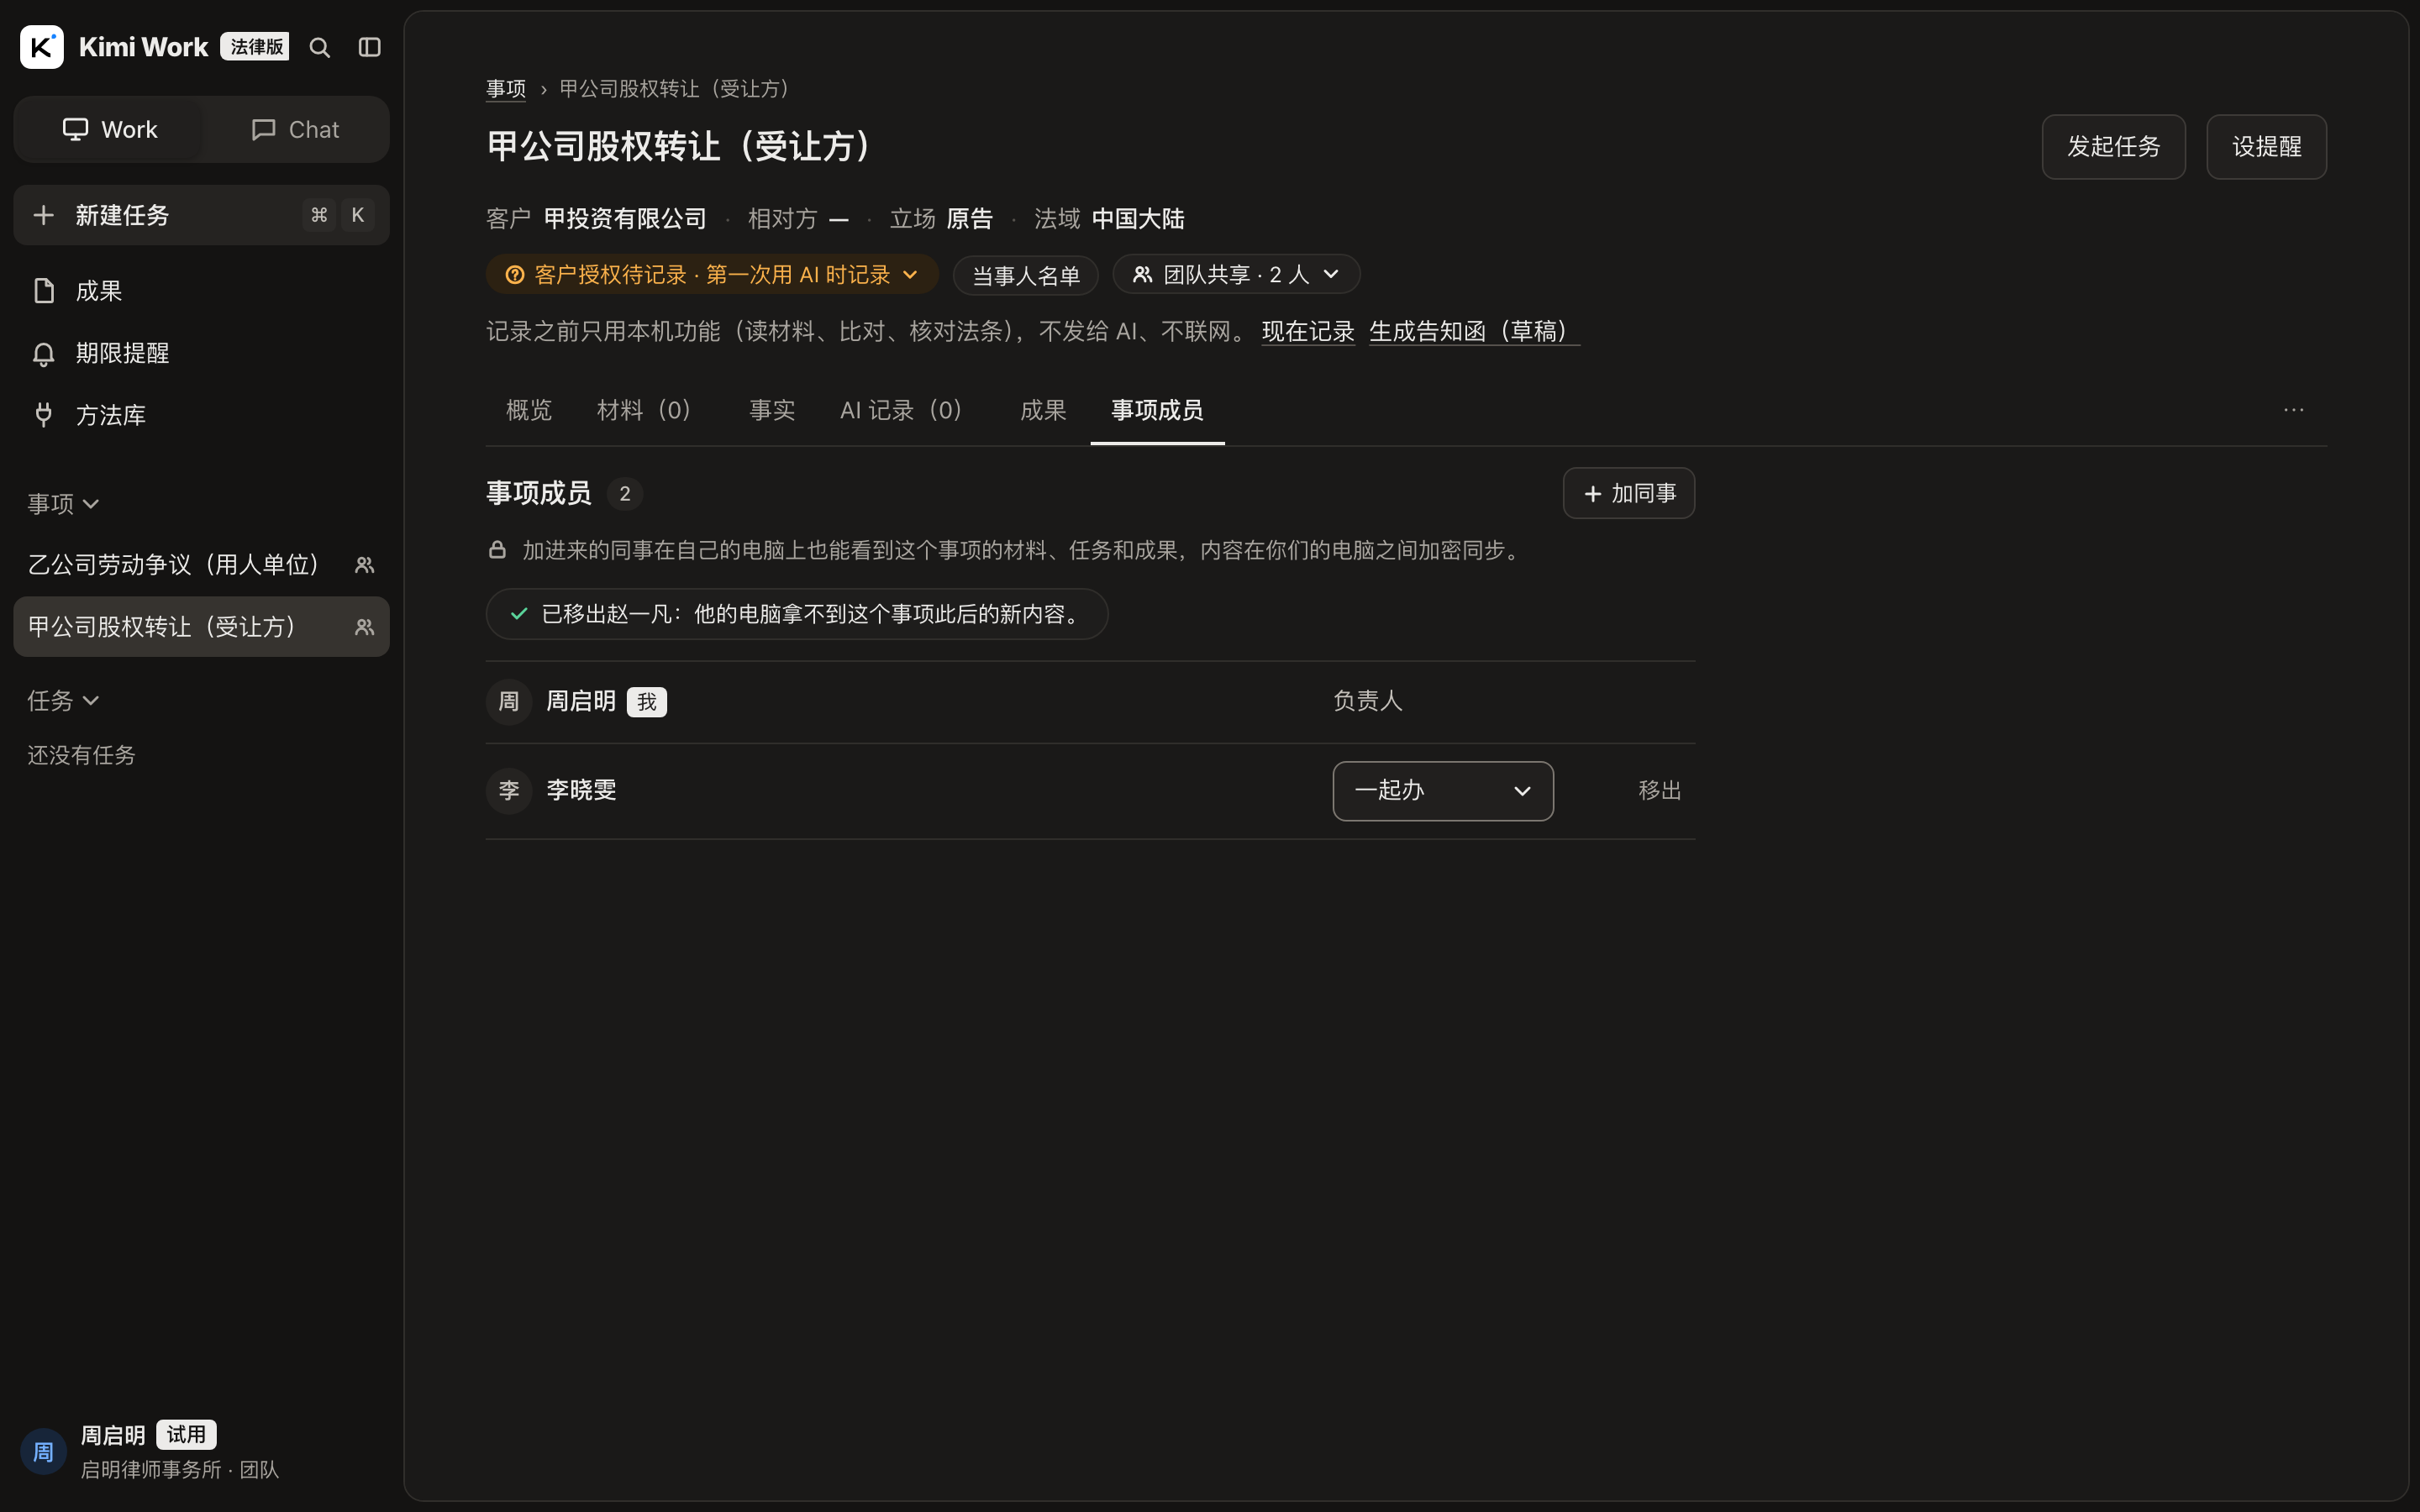 Kimi Work 法律版
Work
Chat
新建任务 ⌘ K
成果
期限提醒
方法库
事项
乙公司劳动争议（用人单位）
甲公司股权转让（受让方）
任务
还没有任务
周 周启明 试用
启明律师事务所 · 团队
事项 › 甲公司股权转让（受让方）
甲公司股权转让（受让方）
发起任务
设提醒
客户 甲投资有限公司 · 相对方 — · 立场 原告 · 法域 中国大陆
客户授权待记录 · 第一次用 AI 时记录
当事人名单
团队共享 · 2 人
记录之前只用本机功能（读材料、比对、核对法条），不发给 AI、不联网。 现在记录 生成告知函（草稿）
概览 材料（0） 事实 AI 记录（0） 成果 事项成员 ···
事项成员 2
+ 加同事
加进来的同事在自己的电脑上也能看到这个事项的材料、任务和成果，内容在你们的电脑之间加密同步。
已移出赵一凡：他的电脑拿不到这个事项此后的新内容。
周 周启明 我 负责人
李 李晓雯 一起办 移出